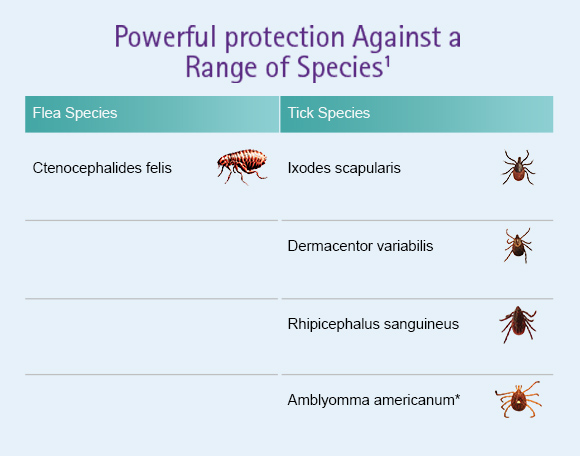 Powerful protection Against a
Range of Species¹
Flea Species
Tick Species
Ctenocephalides felis
Ixodes scapularis
Dermacentor variabilis
Rhipicephalus sanguineus
Amblyomma americanum*